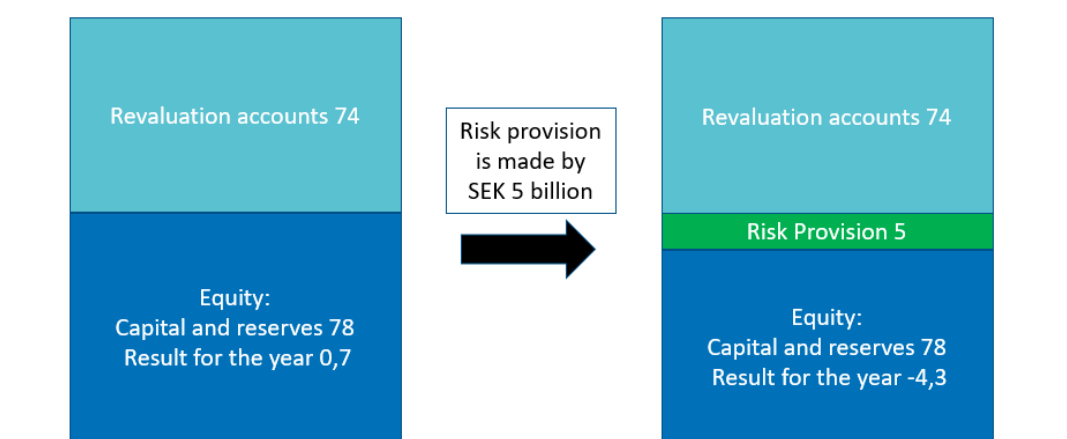 Revaluation accounts 74
Equity:
Capital and reserves 78
Result for the year 0,7
Risk provision
is made by
SEK 5 billion
Revaluation accounts 74
Risk Provision 5
Equity:
Capital and reserves 78
Result for the year -4,3